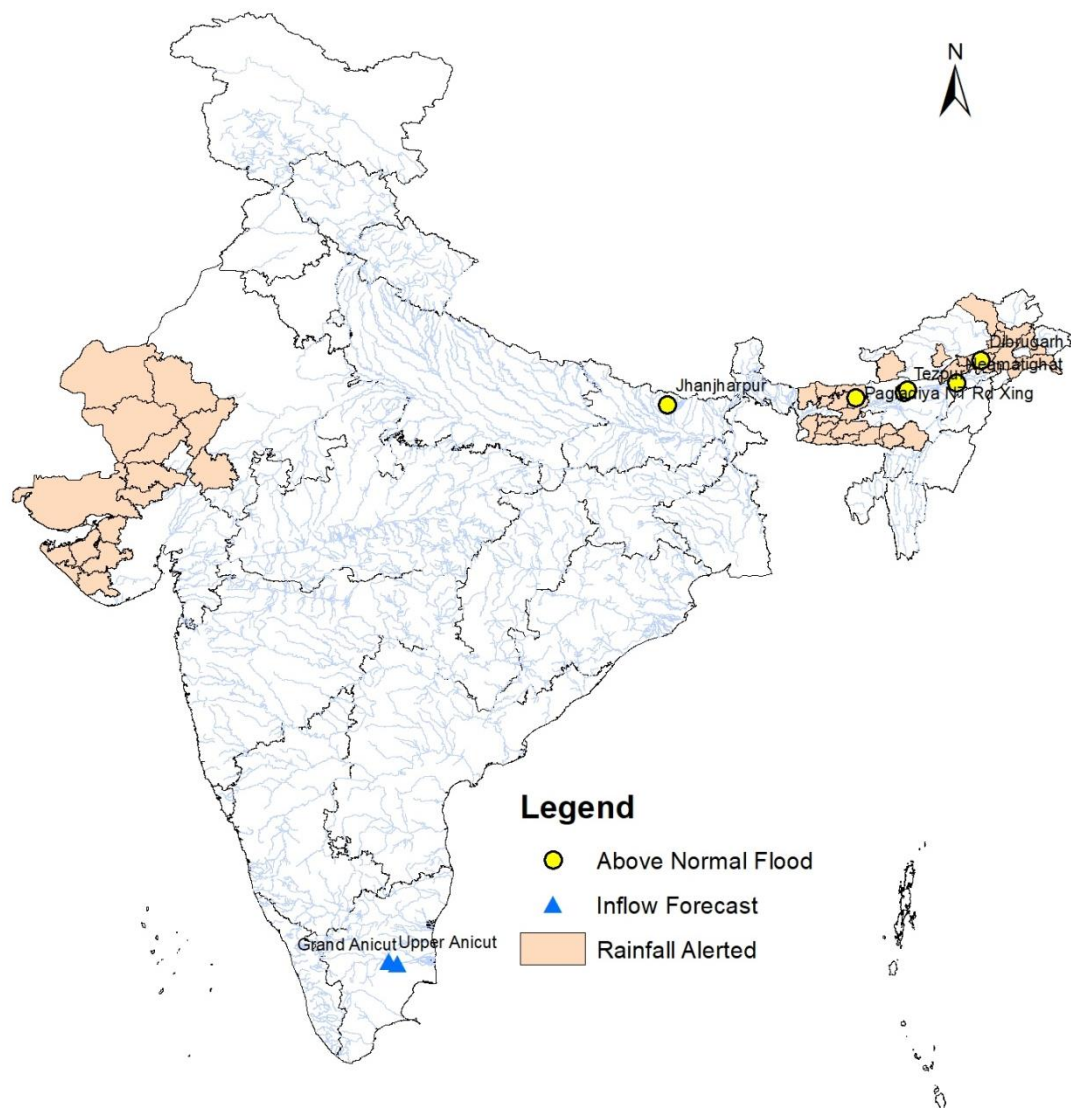 N
Dibrugarh
Neamatighat
Tezpur
Jhanjharpur
Pagladiya NT Rd Xing
Legend
Above Normal Flood
Inflow Forecast
Rainfall Alerted
Grand Anicut
Upper Anicut